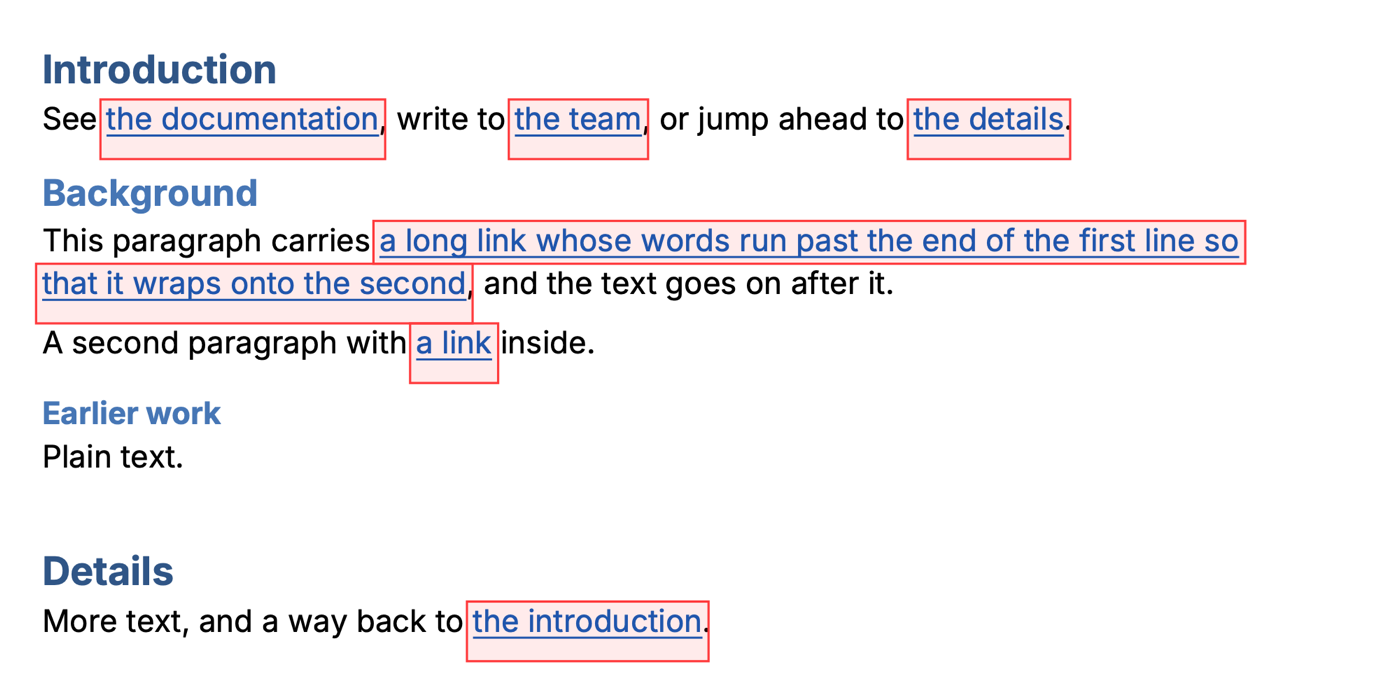 Introduction
See the documentation, write to the team, or jump ahead to the details.
Background
This paragraph carries a long link whose words run past the end of the first line so
that it wraps onto the second, and the text goes on after it.
A second paragraph with a link inside.
Earlier work
Plain text.
Details
More text, and a way back to the introduction.